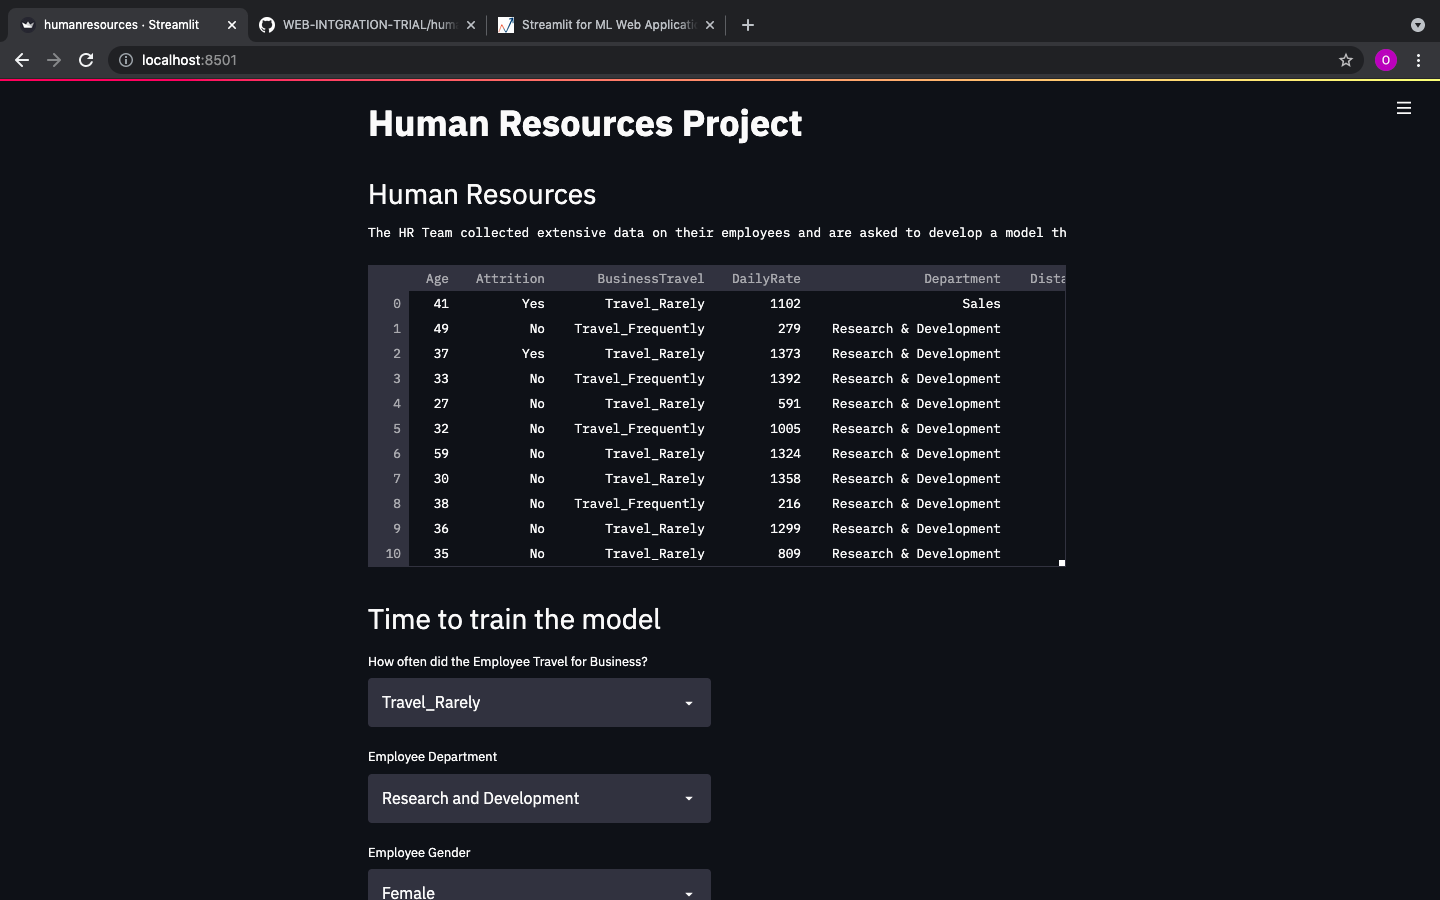 humanresources · Streamlit
WEB-INTGRATION-TRIAL/hum
Streamlit for ML Web Applicati
localhost:8501
O
Human Resources Project
Human Resources
The HR Team collected extensive data on their employees and are asked to develop a model th
Age Attrition BusinessTravel DailyRate Department Dista
0 41 Yes Travel_Rarely 1102 Sales
1 49 No Travel_Frequently 279 Research & Development
2 37 Yes Travel_Rarely 1373 Research & Development
3 33 No Travel_Frequently 1392 Research & Development
4 27 No Travel_Rarely 591 Research & Development
5 32 No Travel_Frequently 1005 Research & Development
6 59 No Travel_Rarely 1324 Research & Development
7 30 No Travel_Rarely 1358 Research & Development
8 38 No Travel_Frequently 216 Research & Development
9 36 No Travel_Rarely 1299 Research & Development
10 35 No Travel_Rarely 809 Research & Development
Time to train the model
How often did the Employee Travel for Business?
Travel_Rarely
Employee Department
Research and Development
Employee Gender
Female